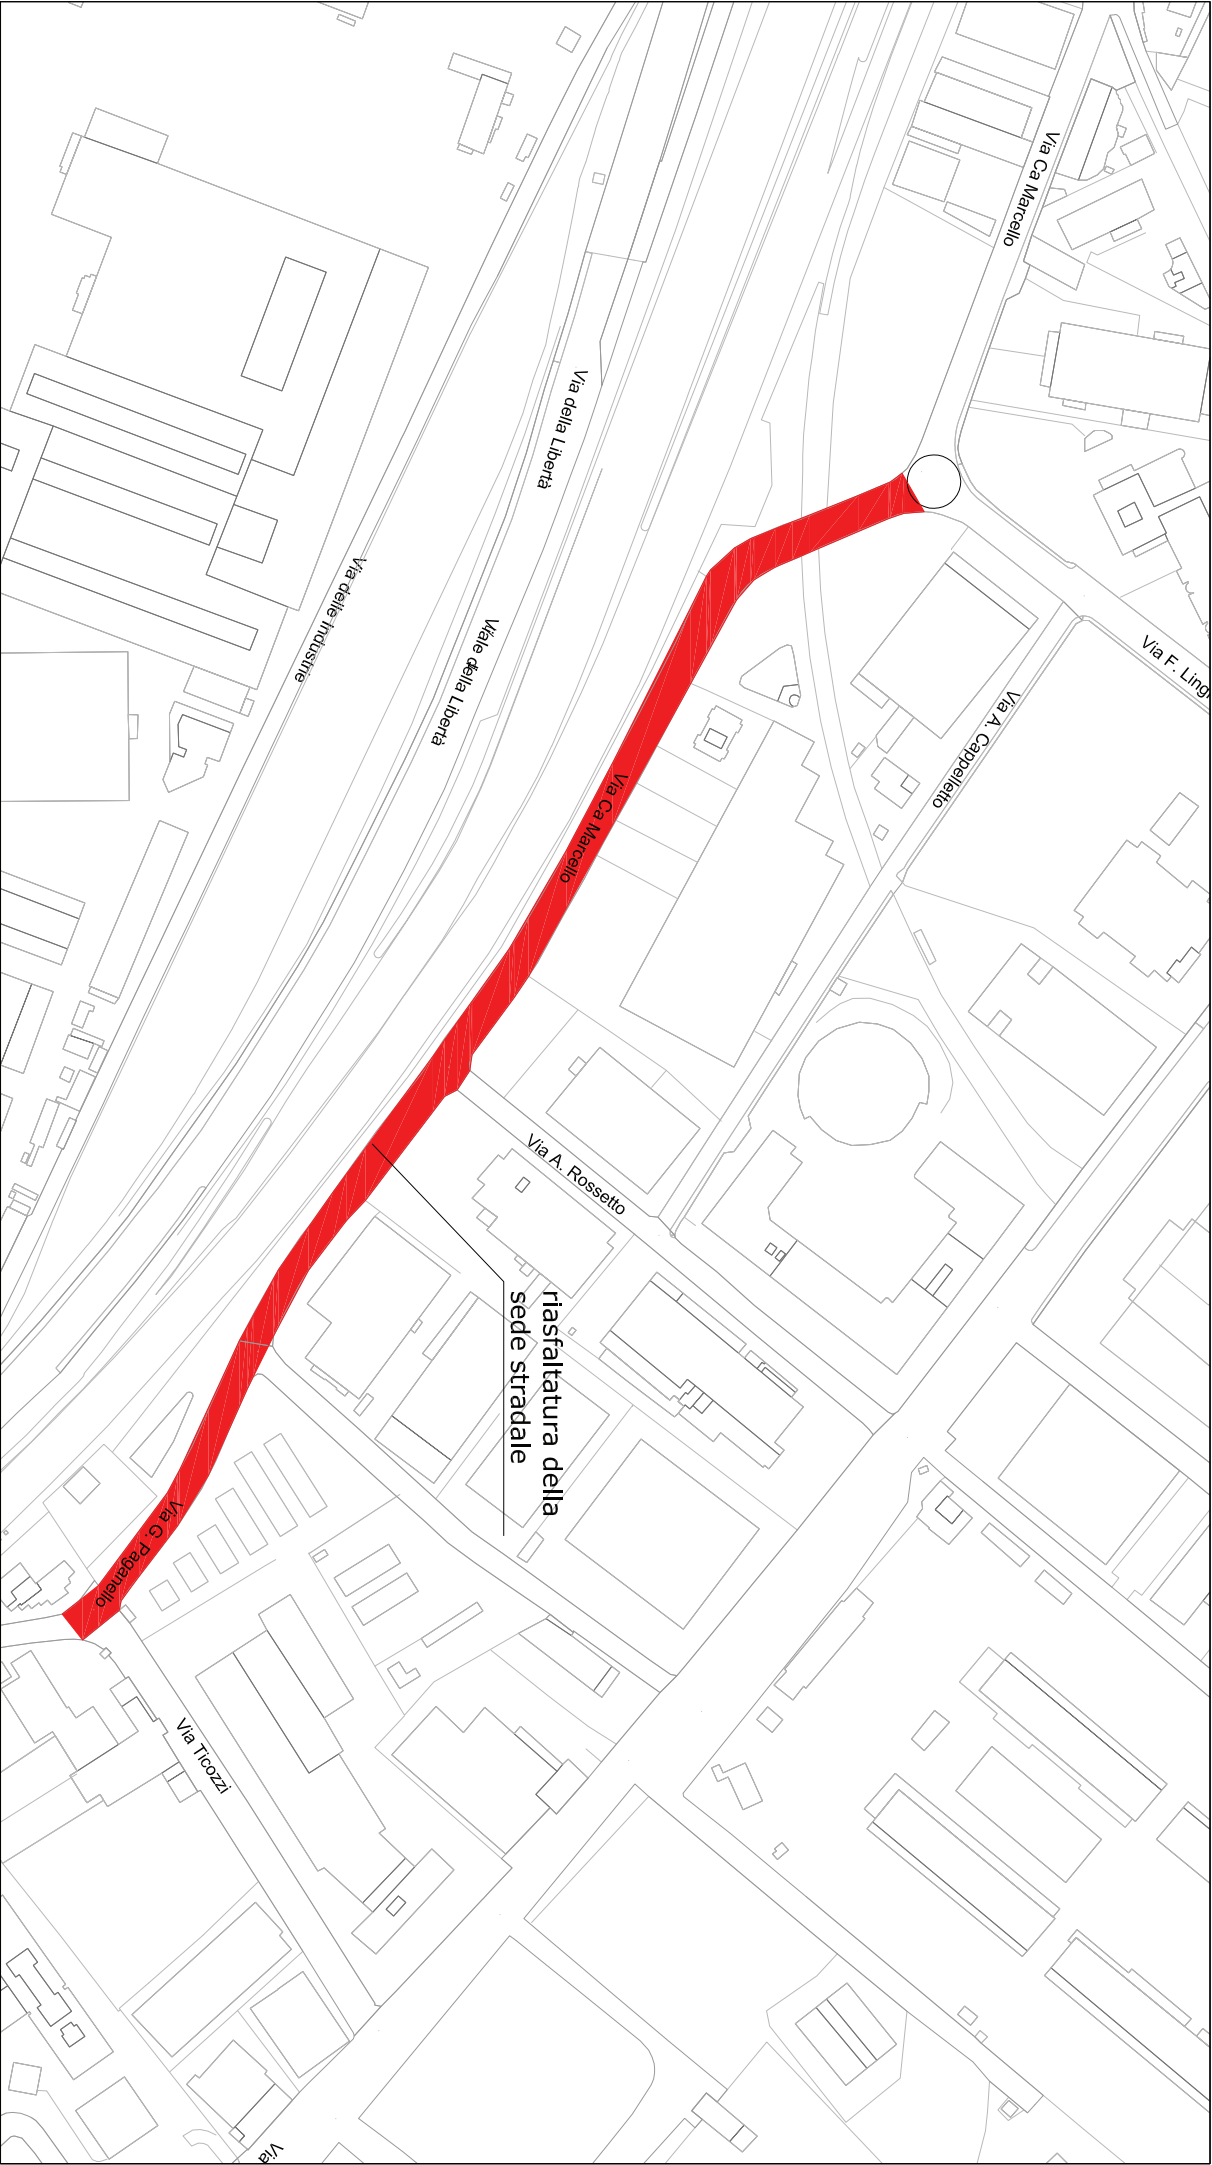 Via Ca Marcello
Via della Libertà
Via delle industrie
Viale della Libertà
Via F.
Via A. Cappelletto
Via Ca Marcello
Via A. Rossetto
riasfaltatura della
sede stradale
Via G. Paganello
Via Ticozzi
Via